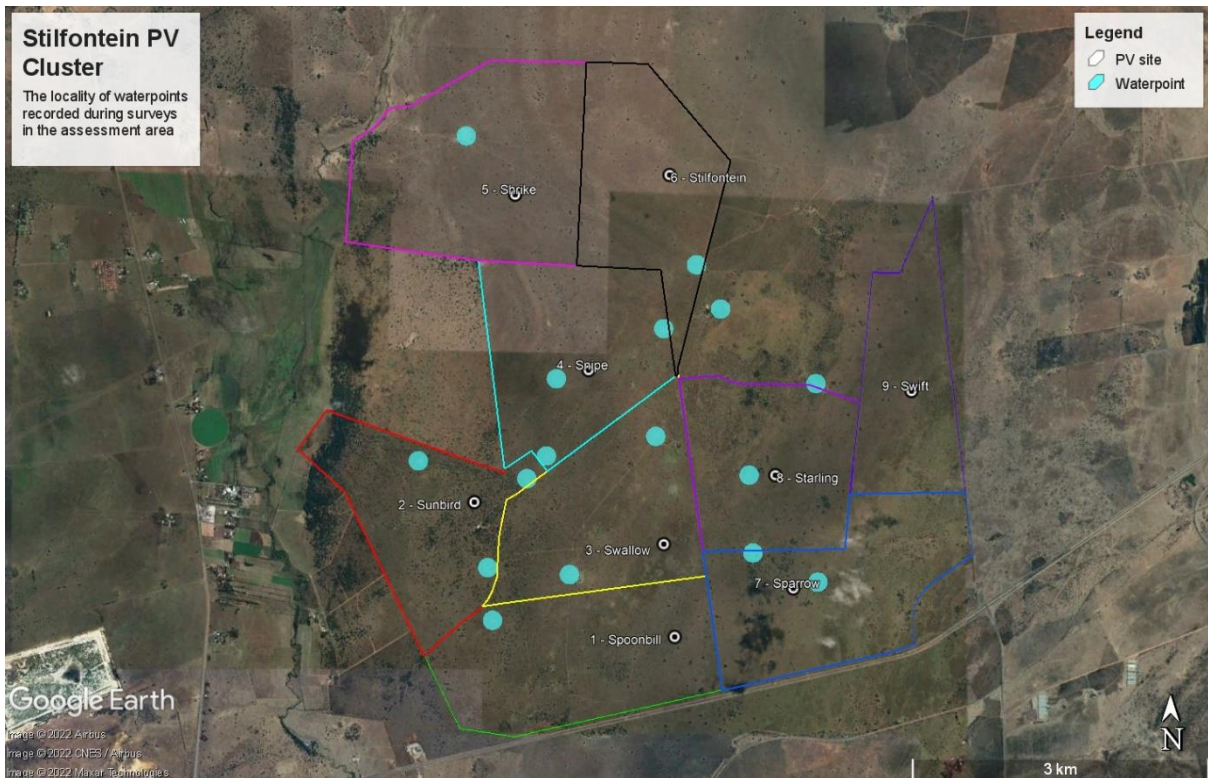 Stilfontein PV
Cluster
The locality of waterpoints
recorded during surveys
in the assessment area
Legend
PV site
Waterpoint
6 - Stilfontein
5 - Shrike
4 - Snipe
9 - Swift
8 - Starling
2 - Sunbird
3 - Swallow
7 - Sparrow
1 - Spoonbill
Google Earth
Image © 2022 Airbus
Image © 2022 CNES / Airbus
Image © 2022 Maxar Technologies
N
3 km